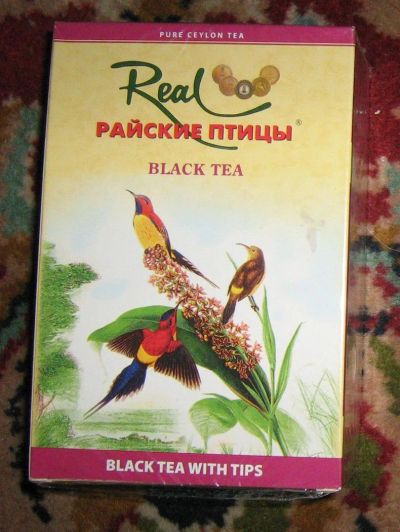 PURE CEYLON TEA
Real
РАЙСКИЕ ПТИЦЫ®
BLACK TEA
BLACK TEA WITH TIPS